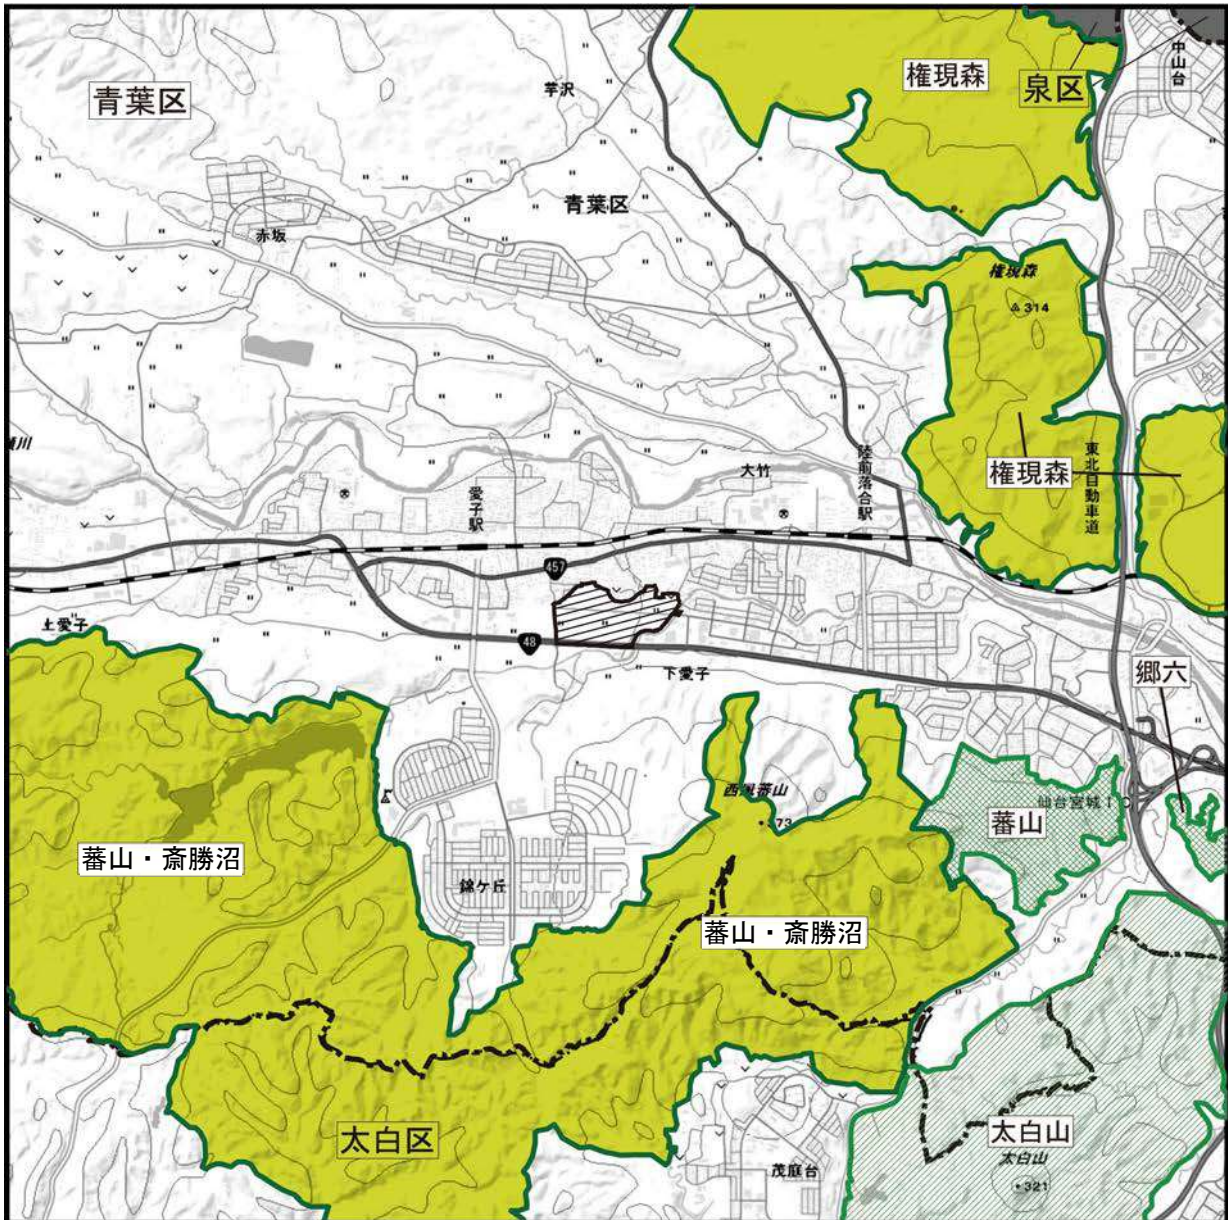 権現森
泉区
中山台
青葉区
芋沢
青葉区
赤坂
権現森
314
東北自動車道
権現森
陸前落合駅
大竹
愛子駅
457
上愛子
48
下愛子
郷六
西風蕃山
373
仙台宮城IC
蕃山
蕃山・斎勝沼
錦ケ丘
蕃山・斎勝沼
太白区
太白山
太白山
321
茂庭台